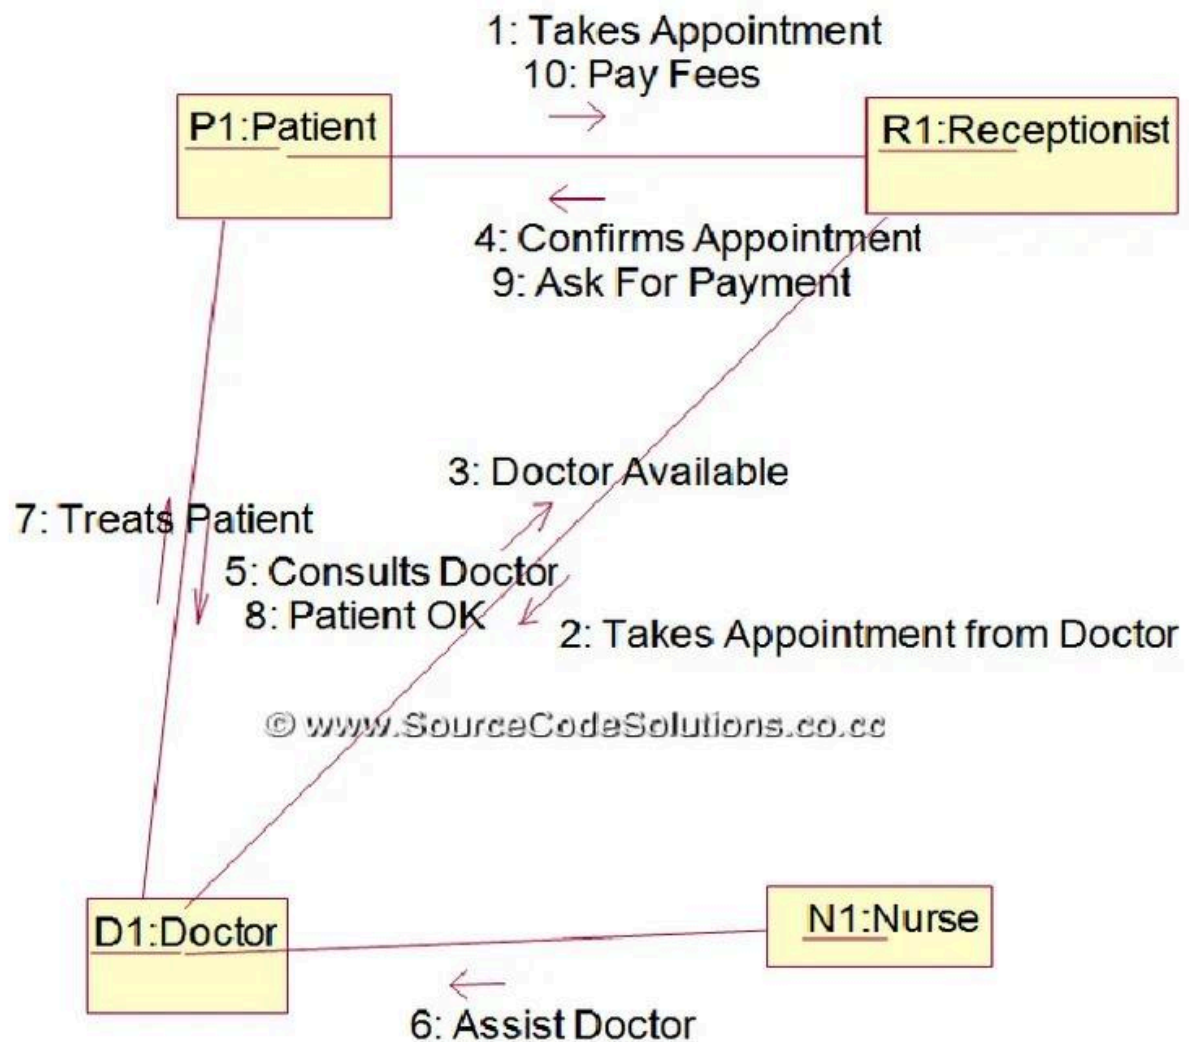 1: Takes Appointment
10: Pay Fees
P1:Patient
R1:Receptionist
4: Confirms Appointment
9: Ask For Payment
3: Doctor Available
7: Treats Patient
5: Consults Doctor
8: Patient OK
2: Takes Appointment from Doctor
© www.SourceCodeSolutions.co.cc
D1:Doctor
N1:Nurse
6: Assist Doctor